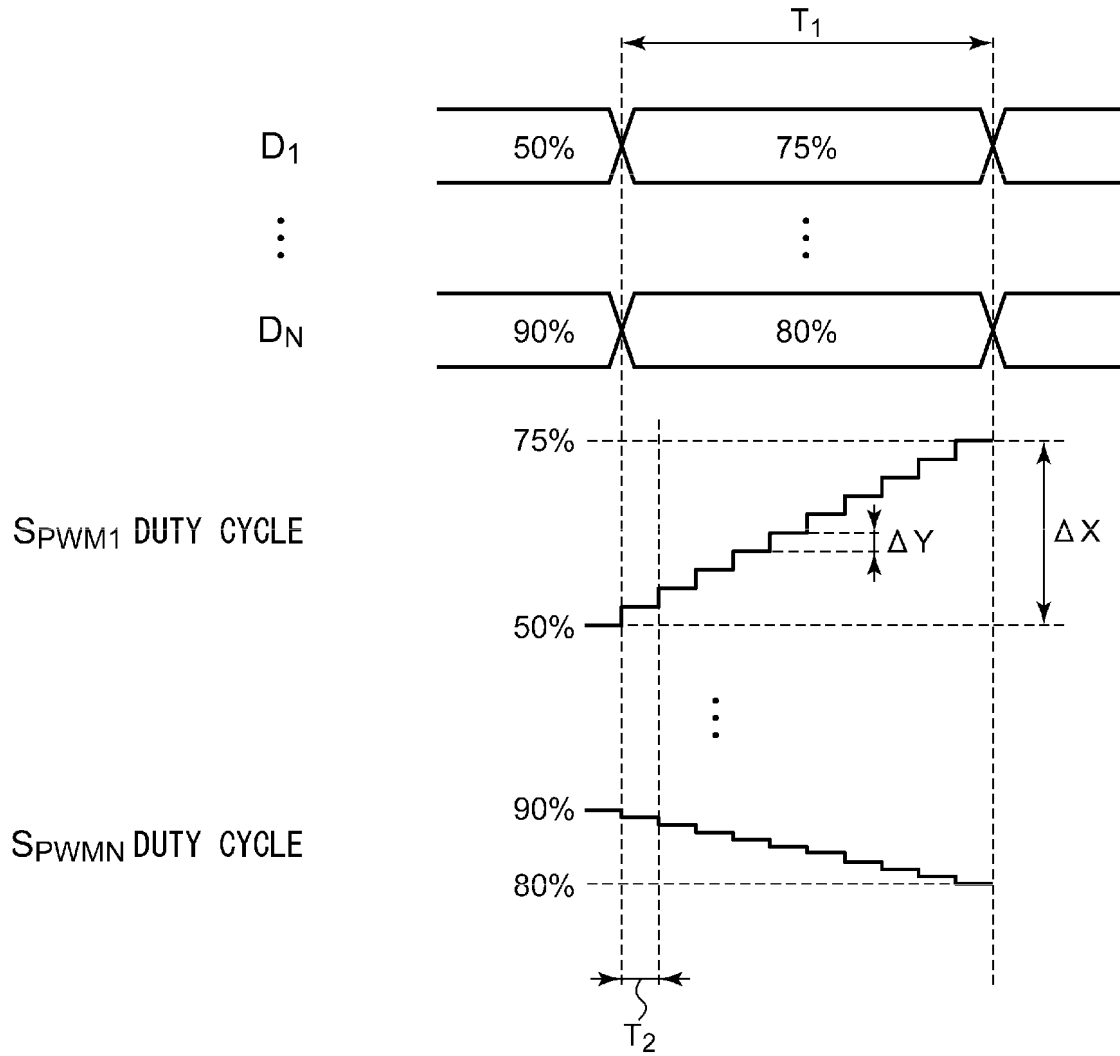 T1
D1 50% 75%
DN 90% 80%
75%
SPWM1 DUTY CYCLE
ΔY
ΔX
50%
90%
SPWMN DUTY CYCLE
80%
T2